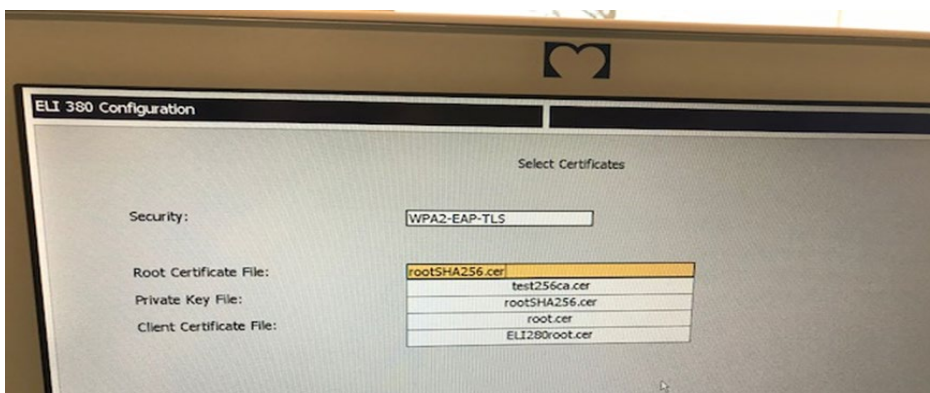 ELI 380 Configuration
Select Certificates
Security: WPA2-EAP-TLS
Root Certificate File: rootSHA256.cer
test256ca.cer
Private Key File: rootSHA256.cer
root.cer
Client Certificate File: ELI280root.cer